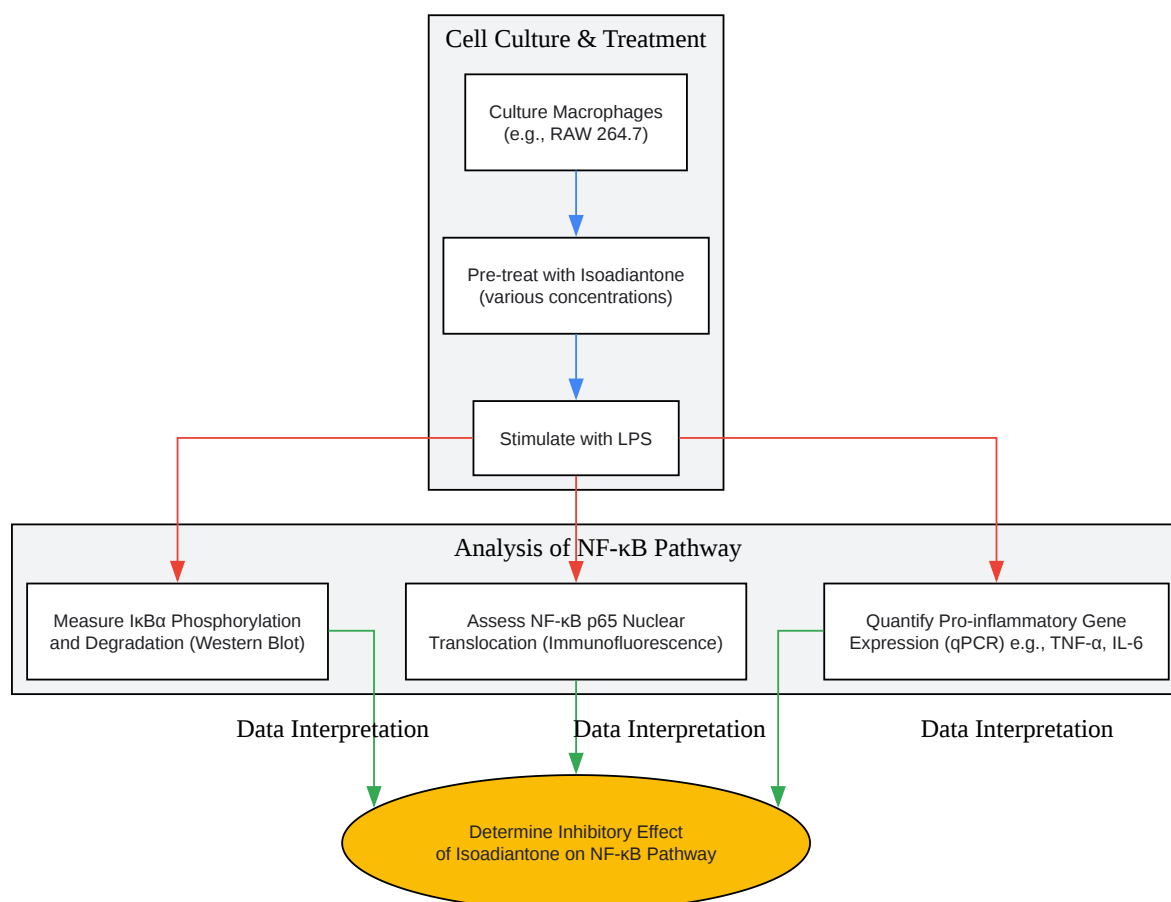 Cell Culture & Treatment
Culture Macrophages
(e.g., RAW 264.7)
Pre-treat with Isoadiantone
(various concentrations)
Stimulate with LPS
Analysis of NF-κB Pathway
Measure IκBα Phosphorylation
and Degradation (Western Blot)
Assess NF-κB p65 Nuclear
Translocation (Immunofluorescence)
Quantify Pro-inflammatory Gene
Expression (qPCR) e.g., TNF-α, IL-6
Data Interpretation
Data Interpretation
Data Interpretation
Determine Inhibitory Effect
of Isoadiantone on NF-κB Pathway